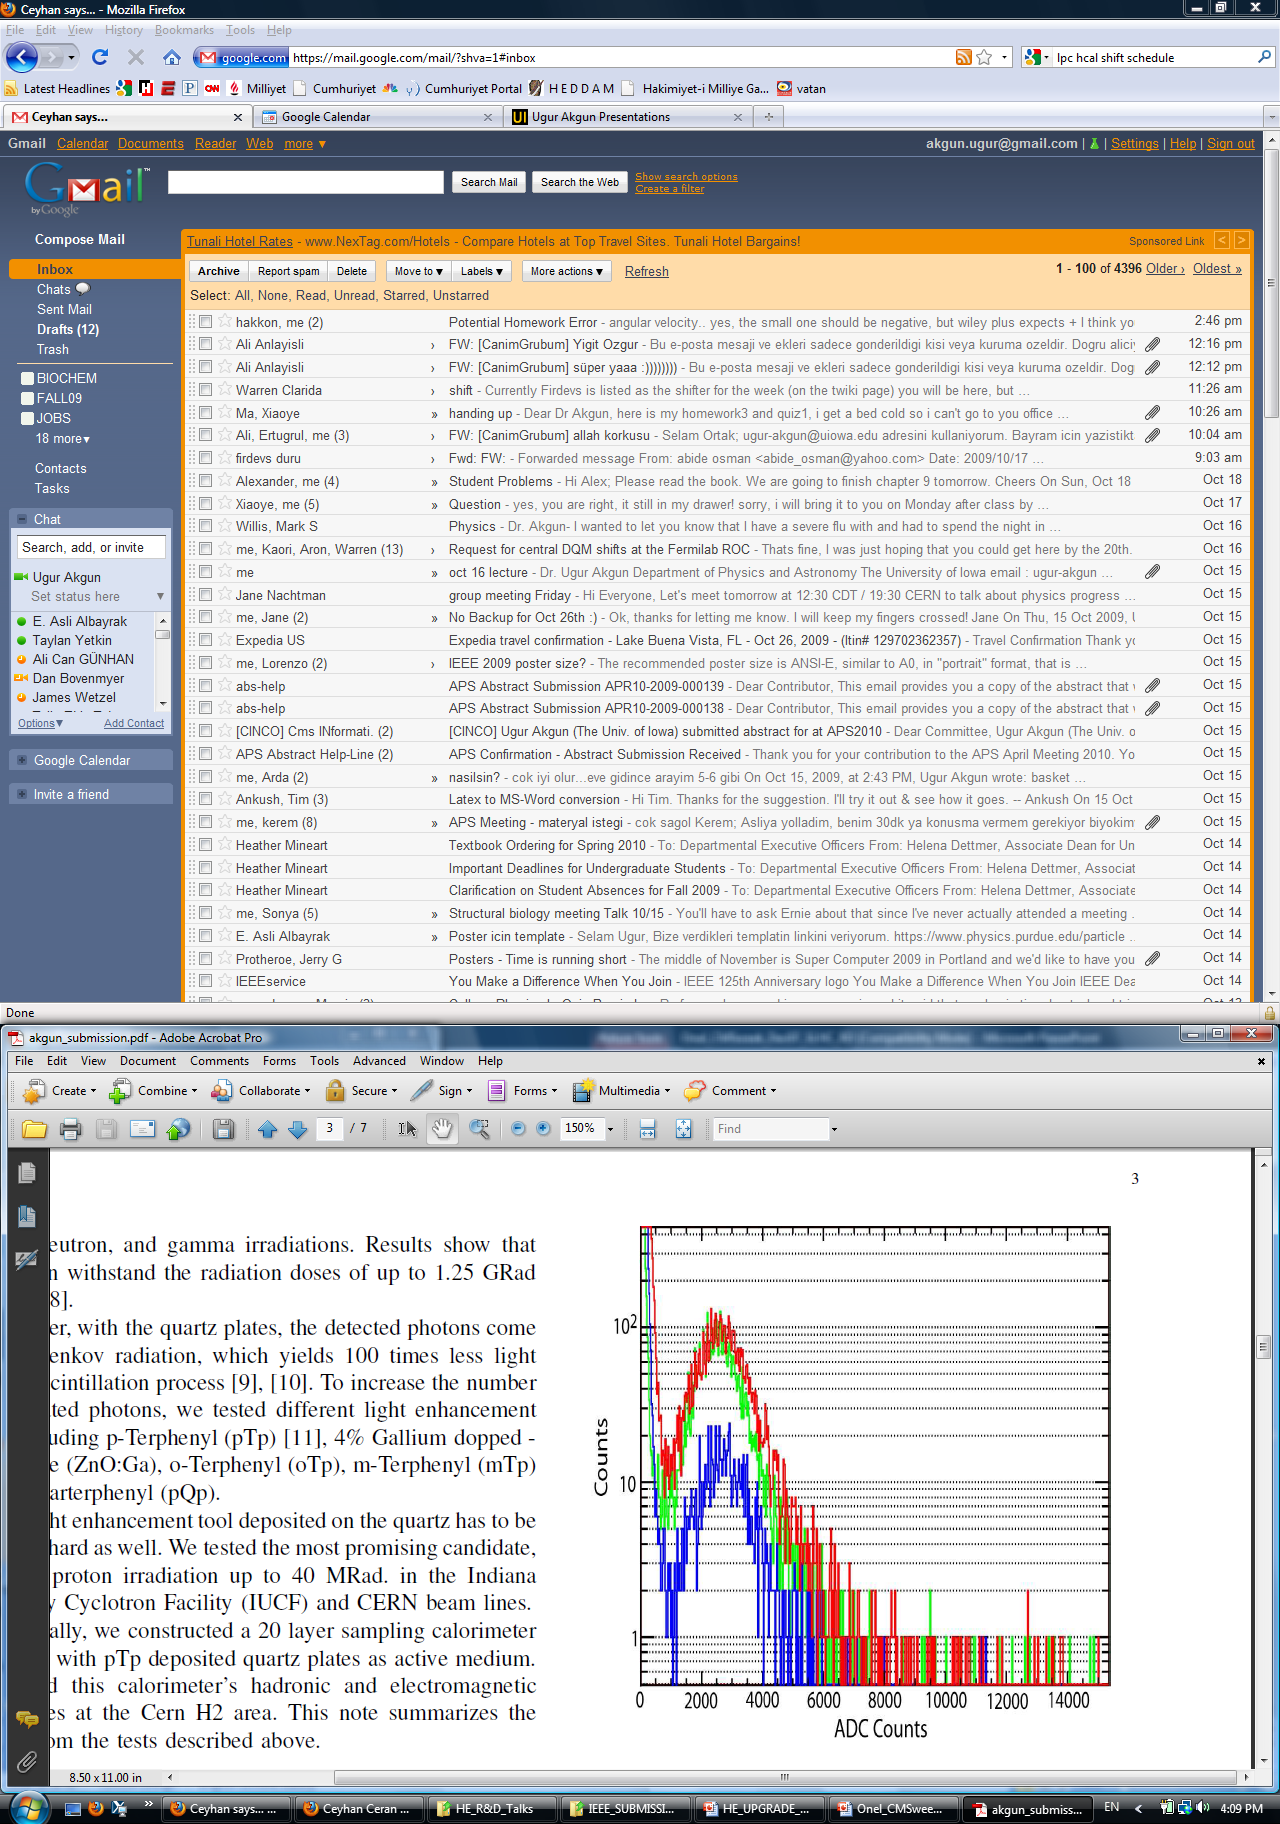 Ceyhan says... - Mozilla Firefox
File Edit View History Bookmarks Tools Help
google.com https://mail.google.com/mail/?shva=1#inbox lpc hcal shift schedule
Latest Headlines Milliyet Cumhuriyet Cumhuriyet Portal H E D D A M Hakimiyet-i Milliye Ga... vatan
Ceyhan says... Google Calendar Ugur Akgun Presentations
Gmail Calendar Documents Reader Web more ▼ akgun.ugur@gmail.com | Settings | Help | Sign out
Gmail by Google Search Mail Search the Web Show search options
Create a filter
Compose Mail
Inbox
Chats
Sent Mail
Drafts (12)
Trash
BIOCHEM
FALL09
JOBS
18 more▼
Contacts
Tasks
Chat
Search, add, or invite
Ugur Akgun
Set status here
E. Asli Albayrak
Taylan Yetkin
Ali Can GÜNHAN
Dan Bovenmyer
James Wetzel
Options▼ Add Contact
Google Calendar
Invite a friend
Tunali Hotel Rates - www.NexTag.com/Hotels - Compare Hotels at Top Travel Sites. Tunali Hotel Bargains! Sponsored Link < >
Archive Report spam Delete Move to ▼ Labels ▼ More actions ▼ Refresh 1 - 100 of 4396 Older › Oldest »
Select: All, None, Read, Unread, Starred, Unstarred
hakkon, me (2) Potential Homework Error - angular velocity.. yes, the small one should be negative, but wiley plus expects + I think yo 2:46 pm
Ali Anlayisli › FW: [CanimGrubum] Yigit Ozgur - Bu e-posta mesaji ve ekleri sadece gonderildigi kisi veya kuruma ozeldir. Dogru aliciy 12:16 pm
Ali Anlayisli › FW: [CanimGrubum] süper yaaa :)))))))) - Bu e-posta mesaji ve ekleri sadece gonderildigi kisi veya kuruma ozeldir. Dog 12:12 pm
Warren Clarida › shift - Currently Firdevs is listed as the shifter for the week (on the twiki page) you will be here, but ... 11:26 am
Ma, Xiaoye » handing up - Dear Dr Akgun, here is my homework3 and quiz1, i get a bed cold so i can't go to you office ... 10:26 am
Ali, Ertugrul, me (3) › FW: [CanimGrubum] allah korkusu - Selam Ortak; ugur-akgun@uiowa.edu adresini kullaniyorum. Bayram icin yazistikt 10:04 am
firdevs duru › Fwd: FW: - Forwarded message From: abide osman <abide_osman@yahoo.com> Date: 2009/10/17 ... 9:03 am
Alexander, me (4) » Student Problems - Hi Alex; Please read the book. We are going to finish chapter 9 tomorrow. Cheers On Sun, Oct 18 Oct 18
Xiaoye, me (5) » Question - yes, you are right, it still in my drawer! sorry, i will bring it to you on Monday after class by ... Oct 17
Willis, Mark S Physics - Dr. Akgun- I wanted to let you know that I have a severe flu with and had to spend the night in ... Oct 16
me, Kaori, Aron, Warren (13) › Request for central DQM shifts at the Fermilab ROC - Thats fine, I was just hoping that you could get here by the 20th. Oct 16
me » oct 16 lecture - Dr. Ugur Akgun Department of Physics and Astronomy The University of Iowa email : ugur-akgun ... Oct 15
Jane Nachtman group meeting Friday - Hi Everyone, Let's meet tomorrow at 12:30 CDT / 19:30 CERN to talk about physics progress ... Oct 15
me, Jane (2) » No Backup for Oct 26th :) - Ok, thanks for letting me know. I will keep my fingers crossed! Jane On Thu, 15 Oct 2009, Oct 15
Expedia US Expedia travel confirmation - Lake Buena Vista, FL - Oct 26, 2009 - (Itin# 129702362357) - Travel Confirmation Thank yo Oct 15
me, Lorenzo (2) › IEEE 2009 poster size? - The recommended poster size is ANSI-E, similar to A0, in "portrait" format, that is ... Oct 15
abs-help APS Abstract Submission APR10-2009-000139 - Dear Contributor, This email provides you a copy of the abstract that Oct 15
abs-help APS Abstract Submission APR10-2009-000138 - Dear Contributor, This email provides you a copy of the abstract that Oct 15
[CINCO] Cms INformati. (2) [CINCO] Ugur Akgun (The Univ. of Iowa) submitted abstract for at APS2010 - Dear Committee, Ugur Akgun (The Univ. o Oct 15
APS Abstract Help-Line (2) APS Confirmation - Abstract Submission Received - Thank you for your contribution to the APS April Meeting 2010. Yo Oct 15
me, Arda (2) » nasilsin? - cok iyi olur...eve gidince arayim 5-6 gibi On Oct 15, 2009, at 2:43 PM, Ugur Akgun wrote: basket ... Oct 15
Ankush, Tim (3) Latex to MS-Word conversion - Hi Tim. Thanks for the suggestion. I'll try it out & see how it goes. -- Ankush On 15 Oct Oct 15
me, kerem (8) » APS Meeting - materyal istegi - cok sagol Kerem; Asliya yolladim, benim 30dk ya konusma vermem gerekiyor biyokim Oct 15
Heather Mineart Textbook Ordering for Spring 2010 - To: Departmental Executive Officers From: Helena Dettmer, Associate Dean for Un Oct 14
Heather Mineart Important Deadlines for Undergraduate Students - To: Departmental Executive Officers From: Helena Dettmer, Associat Oct 14
Heather Mineart Clarification on Student Absences for Fall 2009 - To: Departmental Executive Officers From: Helena Dettmer, Associate Oct 14
me, Sonya (5) » Structural biology meeting Talk 10/15 - You'll have to ask Ernie about that since I've never actually attended a meeting . Oct 14
E. Asli Albayrak » Poster icin template - Selam Ugur, Bize verdikleri templatin linkini veriyorum. https://www.physics.purdue.edu/particle .. Oct 14
Protheroe, Jerry G Posters - Time is running short - The middle of November is Super Computer 2009 in Portland and we'd like to have you Oct 14
IEEEservice You Make a Difference When You Join - IEEE 125th Anniversary logo You Make a Difference When You Join IEEE Dea Oct 14
Done
akgun_submission.pdf - Adobe Acrobat Pro
File Edit View Document Comments Forms Tools Advanced Window Help
Create Combine Collaborate Secure Sign Forms Multimedia Comment
3 / 7 150% Find
3
eutron, and gamma irradiations. Results show that
n withstand the radiation doses of up to 1.25 GRad
8].
er, with the quartz plates, the detected photons come
enkov radiation, which yields 100 times less light
cintillation process [9], [10]. To increase the number
ted photons, we tested different light enhancement
uding p-Terphenyl (pTp) [11], 4% Gallium dopped -
e (ZnO:Ga), o-Terphenyl (oTp), m-Terphenyl (mTp)
arterphenyl (pQp).
ht enhancement tool deposited on the quartz has to be
hard as well. We tested the most promising candidate,
proton irradiation up to 40 MRad. in the Indiana
y Cyclotron Facility (IUCF) and CERN beam lines.
ally, we constructed a 20 layer sampling calorimeter
with pTp deposited quartz plates as active medium.
d this calorimeter's hadronic and electromagnetic
es at the Cern H2 area. This note summarizes the
om the tests described above.
10²
10
1
Counts
0 2000 4000 6000 8000 10000 12000 14000
ADC Counts
8.50 x 11.00 in
Ceyhan says... ... Ceyhan Ceran ... HE_R&D_Talks IEEE_SUBMISSI... HE_UPGRADE_... Onel_CMSwee... akgun_submiss... EN 4:09 PM